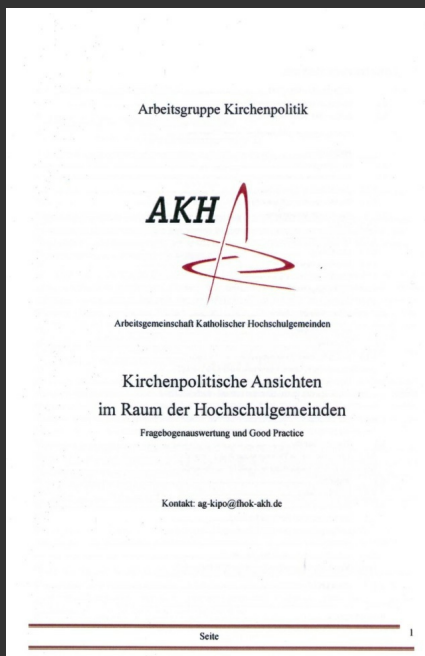 Arbeitsgruppe Kirchenpolitik
AKH
Arbeitsgemeinschaft Katholischer Hochschulgemeinden
Kirchenpolitische Ansichten
im Raum der Hochschulgemeinden
Fragebogenauswertung und Good Practice
Kontakt: ag-kipo@fhok-akh.de
Seite 1